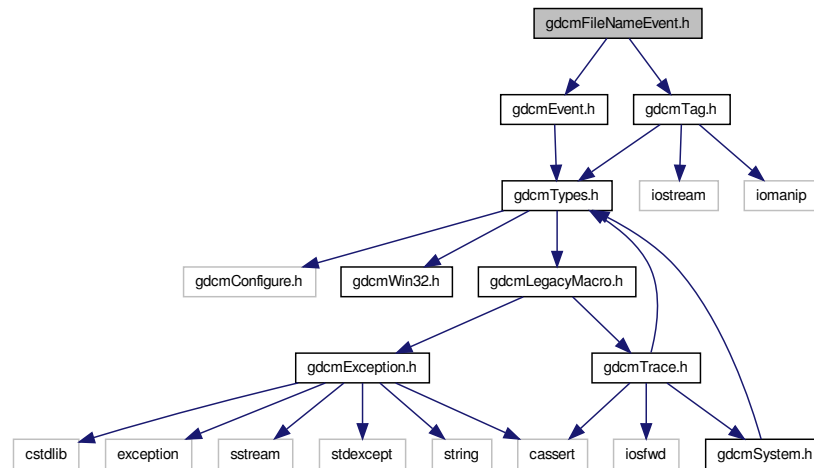 gdcmFileNameEvent.h
gdcmEvent.h
gdcmTag.h
gdcmTypes.h
iostream
iomanip
gdcmConfigure.h
gdcmWin32.h
gdcmLegacyMacro.h
gdcmException.h
gdcmTrace.h
cstdlib
exception
sstream
stdexcept
string
cassert
iosfwd
gdcmSystem.h